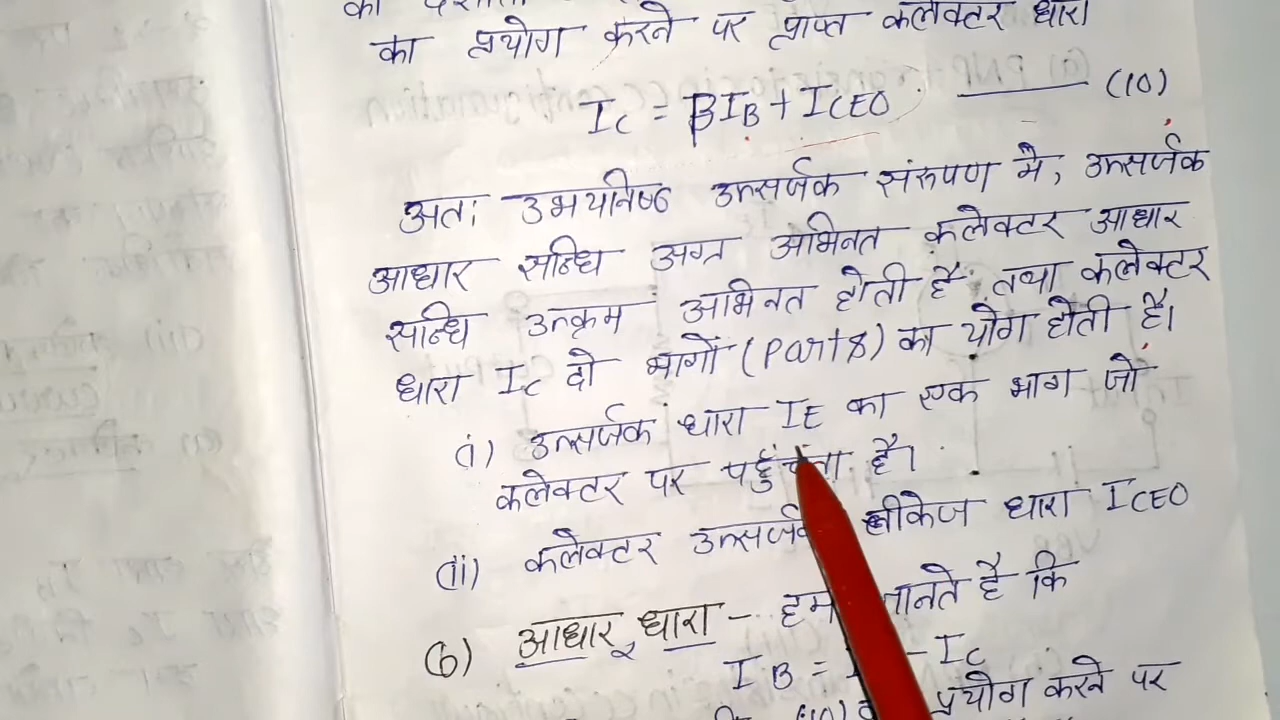 का
का प्रयोग करने पर प्राप्त कलेक्टर धारा
Ic = βIB + ICEO ——— (10)
अतः उभयनिष्ठ उत्सर्जक संरुपण मे, उत्सर्जक
आधार सन्धि अग्र अभिनत कलेक्टर आधार
सन्धि उत्क्रम अभिनत होती है तथा कलेक्टर
धारा Ic दो भागों (Parts) का योग होती है।
(i) उत्सर्जक धारा IE का एक भाग जो
कलेक्टर पर पहुँचता है।
(ii) कलेक्टर उत्सर्जक लीकेज धारा ICEO
(6) आधार धारा – हम जानते है कि
IB = – Ic
(10) प्रयोग करने पर